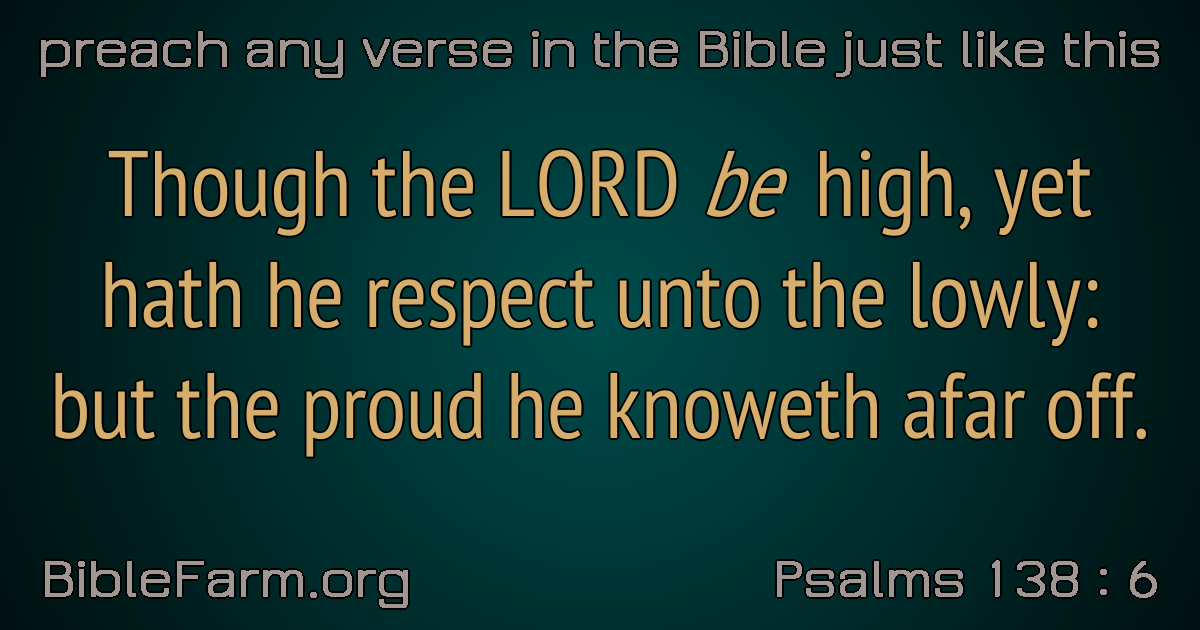 preach any verse in the Bible just like this
Though the LORD be high, yet
hath he respect unto the lowly:
but the proud he knoweth afar off.
BibleFarm.org
Psalms 138 : 6